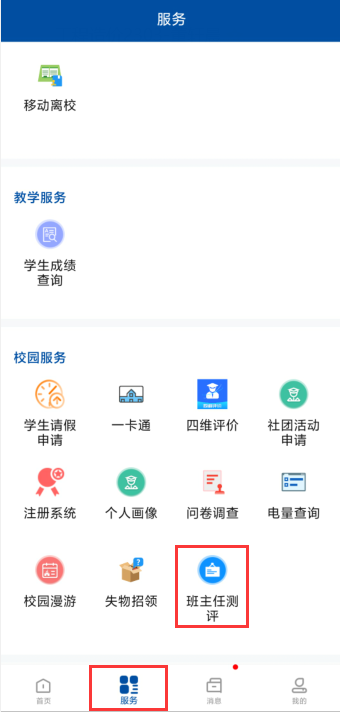 服务
移动离校
教学服务
学生成绩
查询
校园服务
学生请假
申请
一卡通
四维评价
社团活动
申请
注册系统
个人画像
问卷调查
电量查询
校园漫游
失物招领
班主任测
评
首页
服务
消息
我的